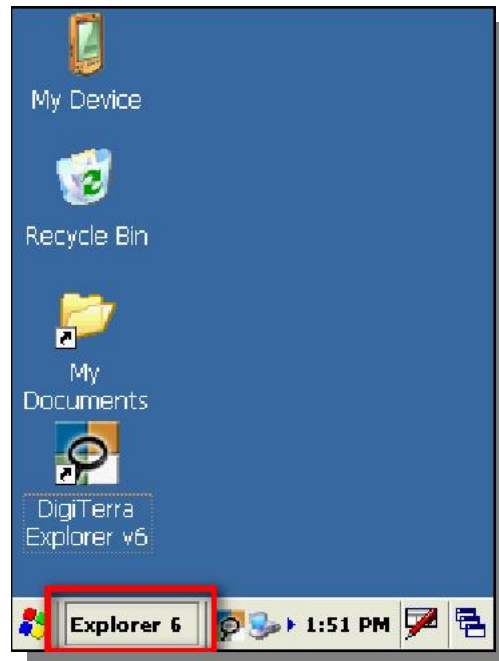 My Device
Recycle Bin
My
Documents
DigiTerra
Explorer v6
Explorer 6
1:51 PM